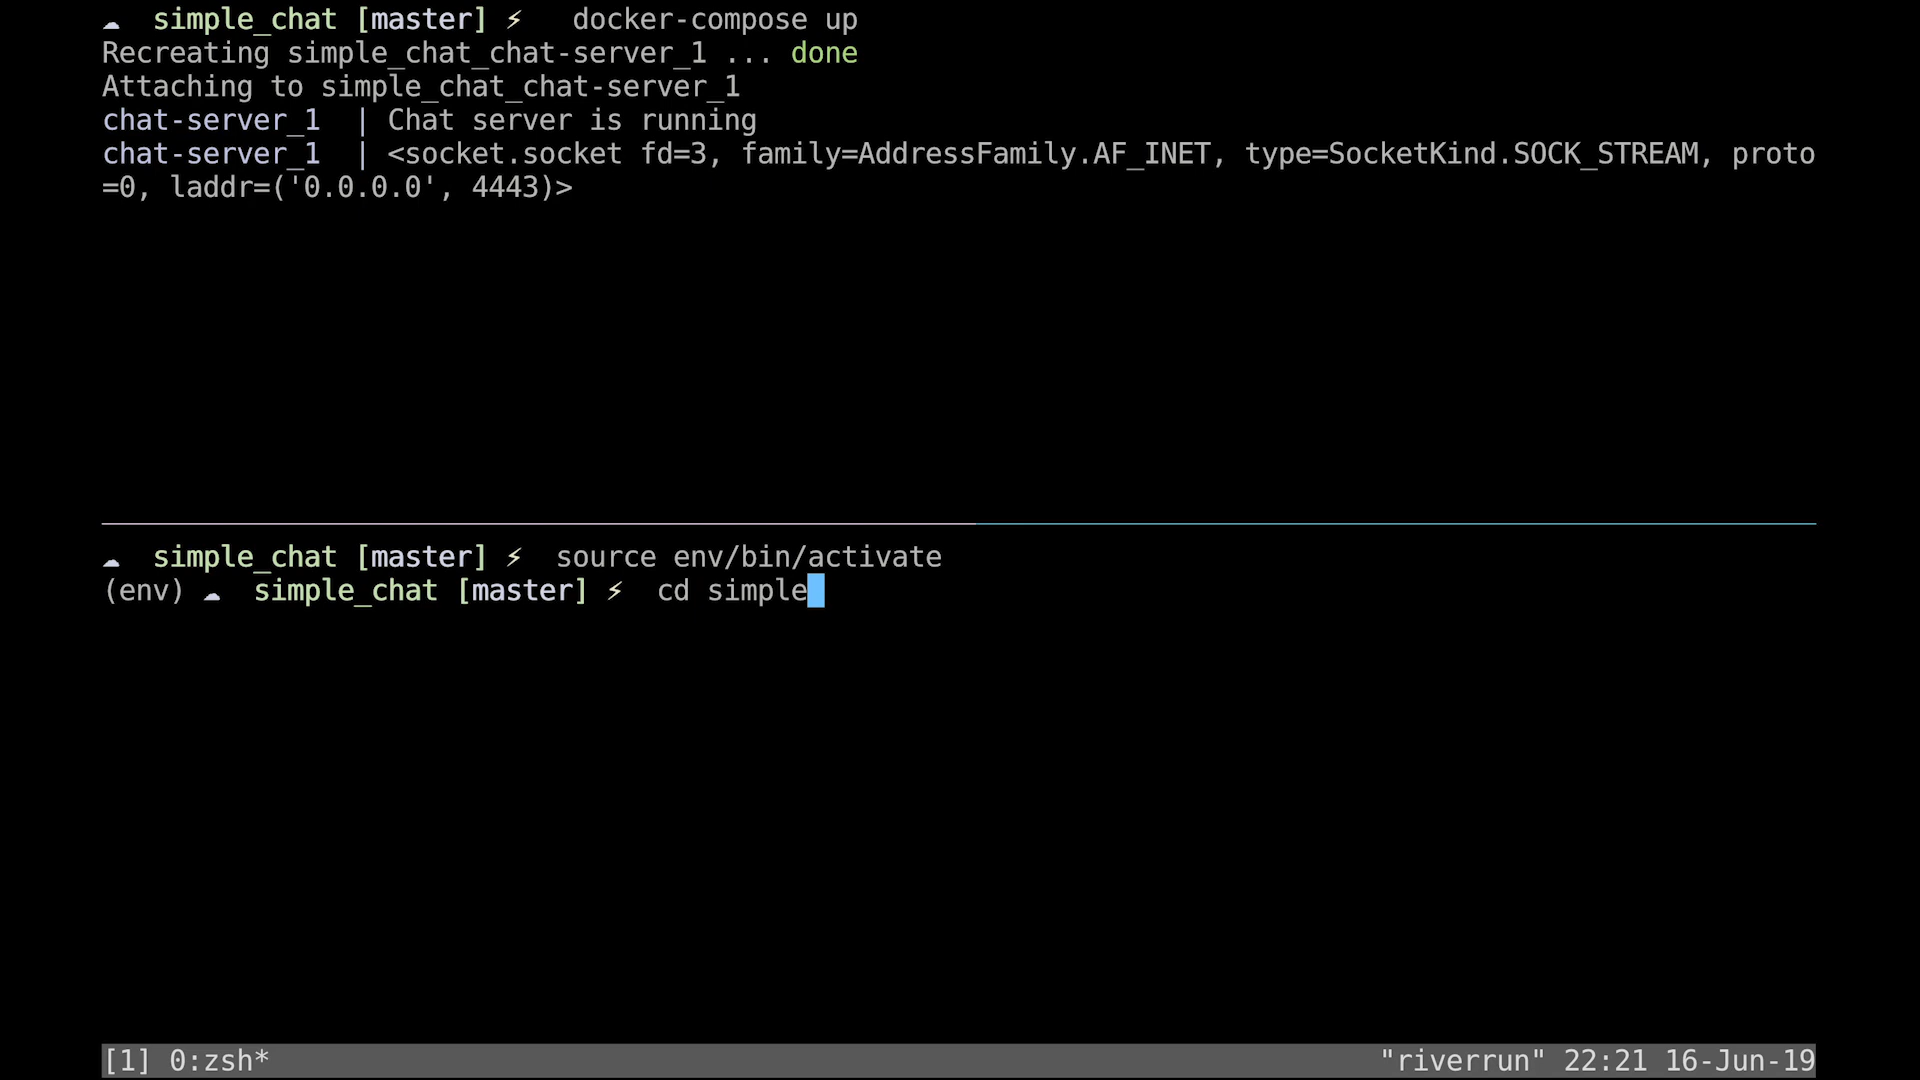 ☁  simple_chat [master] ⚡  docker-compose up
Recreating simple_chat_chat-server_1 ... done
Attaching to simple_chat_chat-server_1
chat-server_1  | Chat server is running
chat-server_1  | <socket.socket fd=3, family=AddressFamily.AF_INET, type=SocketKind.SOCK_STREAM, proto
=0, laddr=('0.0.0.0', 4443)>
☁  simple_chat [master] ⚡  source env/bin/activate
(env) ☁  simple_chat [master] ⚡  cd simple
[1] 0:zsh* "riverrun" 22:21 16-Jun-19